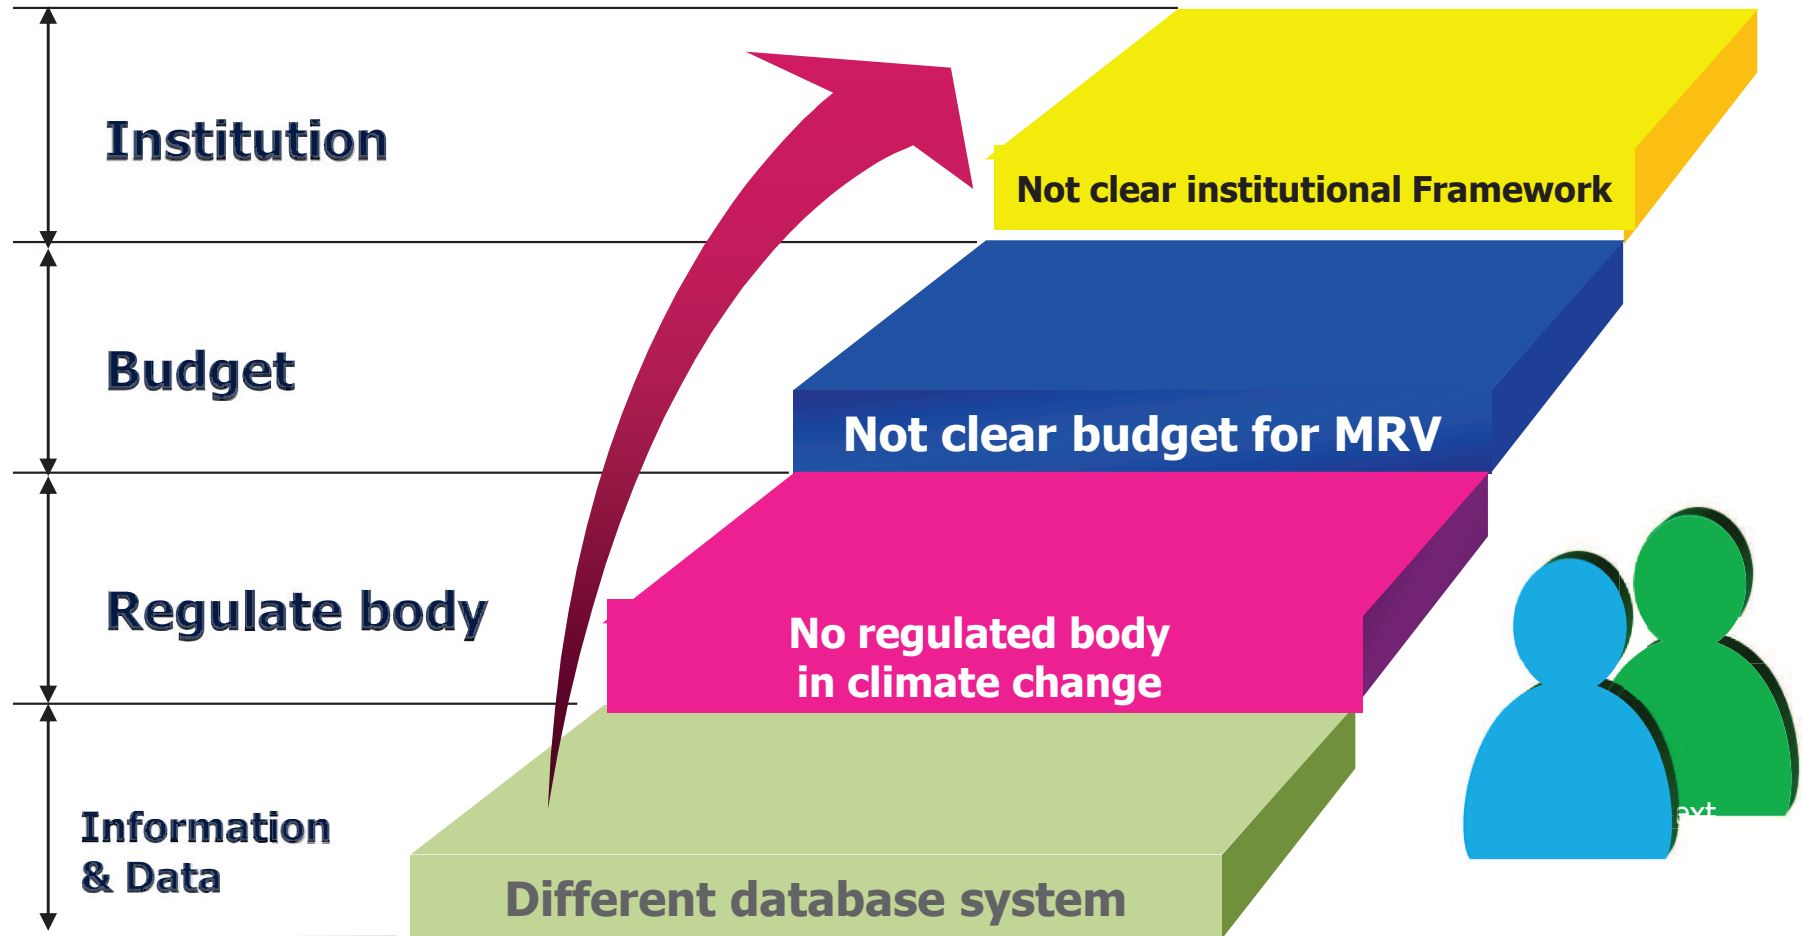 Institution
Not clear institutional Framework
Budget
Not clear budget for MRV
Regulate body
No regulated body
in climate change
Information
& Data
Different database system